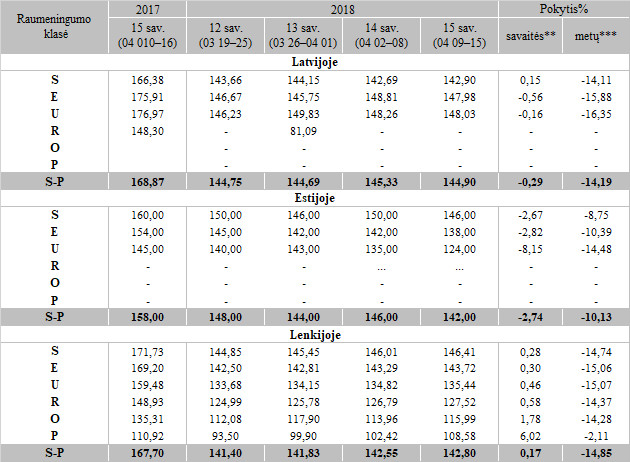 Raumeningumo klasė 2017 2018 Pokytis%
15 sav. (04 010–16) 12 sav. (03 19–25) 13 sav. (03 26–04 01) 14 sav. (04 02–08) 15 sav. (04 09–15) savaitės** metų***
Latvijoje
S 166,38 143,66 144,15 142,69 142,90 0,15 -14,11
E 175,91 146,67 145,75 148,81 147,98 -0,56 -15,88
U 176,97 146,23 149,83 148,26 148,03 -0,16 -16,35
R 148,30 - 81,09 - - - -
O - - - - - -
P - - - - - -
S-P 168,87 144,75 144,69 145,33 144,90 -0,29 -14,19
Estijoje
S 160,00 150,00 146,00 150,00 146,00 -2,67 -8,75
E 154,00 145,00 142,00 142,00 138,00 -2,82 -10,39
U 145,00 140,00 143,00 135,00 124,00 -8,15 -14,48
R - - - ... ... - -
O - - - - - - -
P - - - - - - -
S-P 158,00 148,00 144,00 146,00 142,00 -2,74 -10,13
Lenkijoje
S 171,73 144,85 145,45 146,01 146,41 0,28 -14,74
E 169,20 142,50 142,81 143,29 143,72 0,30 -15,06
U 159,48 133,68 134,15 134,82 135,44 0,46 -15,07
R 148,93 124,99 125,78 126,79 127,52 0,58 -14,37
O 135,31 112,08 117,90 113,96 115,99 1,78 -14,28
P 110,92 93,50 99,90 102,42 108,58 6,02 -2,11
S-P 167,70 141,40 141,83 142,55 142,80 0,17 -14,85